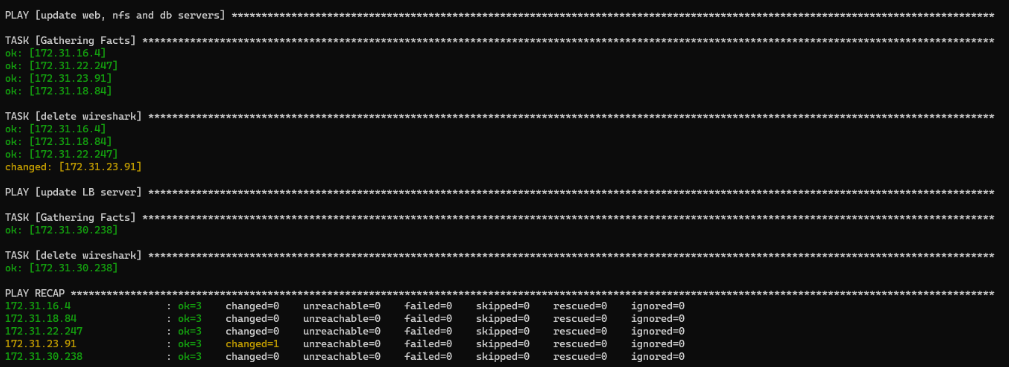 PLAY [update web, nfs and db servers] ********************************************************************************************************************************
TASK [Gathering Facts] ***********************************************************************************************************************************************
ok: [172.31.16.4]
ok: [172.31.22.247]
ok: [172.31.23.91]
ok: [172.31.18.84]
TASK [delete wireshark] **********************************************************************************************************************************************
ok: [172.31.16.4]
ok: [172.31.18.84]
ok: [172.31.22.247]
changed: [172.31.23.91]
PLAY [update LB server] **********************************************************************************************************************************************
TASK [Gathering Facts] ***********************************************************************************************************************************************
ok: [172.31.30.238]
TASK [delete wireshark] **********************************************************************************************************************************************
ok: [172.31.30.238]
PLAY RECAP ***********************************************************************************************************************************************************
172.31.16.4 : ok=3 changed=0 unreachable=0 failed=0 skipped=0 rescued=0 ignored=0
172.31.18.84 : ok=3 changed=0 unreachable=0 failed=0 skipped=0 rescued=0 ignored=0
172.31.22.247 : ok=3 changed=0 unreachable=0 failed=0 skipped=0 rescued=0 ignored=0
172.31.23.91 : ok=3 changed=1 unreachable=0 failed=0 skipped=0 rescued=0 ignored=0
172.31.30.238 : ok=3 changed=0 unreachable=0 failed=0 skipped=0 rescued=0 ignored=0